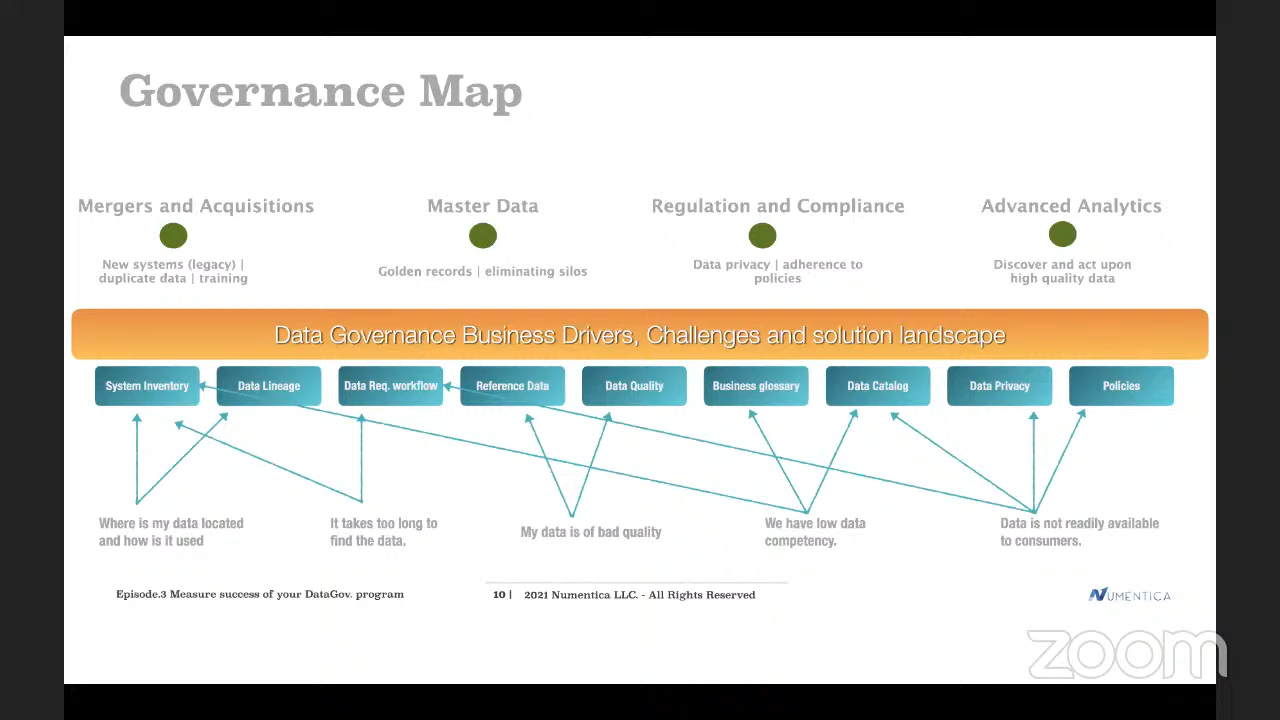 Governance Map
Mergers and Acquisitions
New systems (legacy) |
duplicate data | training
Master Data
Golden records | eliminating silos
Regulation and Compliance
Data privacy | adherence to
policies
Advanced Analytics
Discover and act upon
high quality data
Data Governance Business Drivers, Challenges and solution landscape
System Inventory
Data Lineage
Data Req. workflow
Reference Data
Data Quality
Business glossary
Data Catalog
Data Privacy
Policies
Where is my data located
and how is it used
It takes too long to
find the data.
My data is of bad quality
We have low data
competency.
Data is not readily available
to consumers.
Episode.3 Measure success of your DataGov. program
10 | 2021 Numentica LLC. - All Rights Reserved
NUMENTICA
zoom